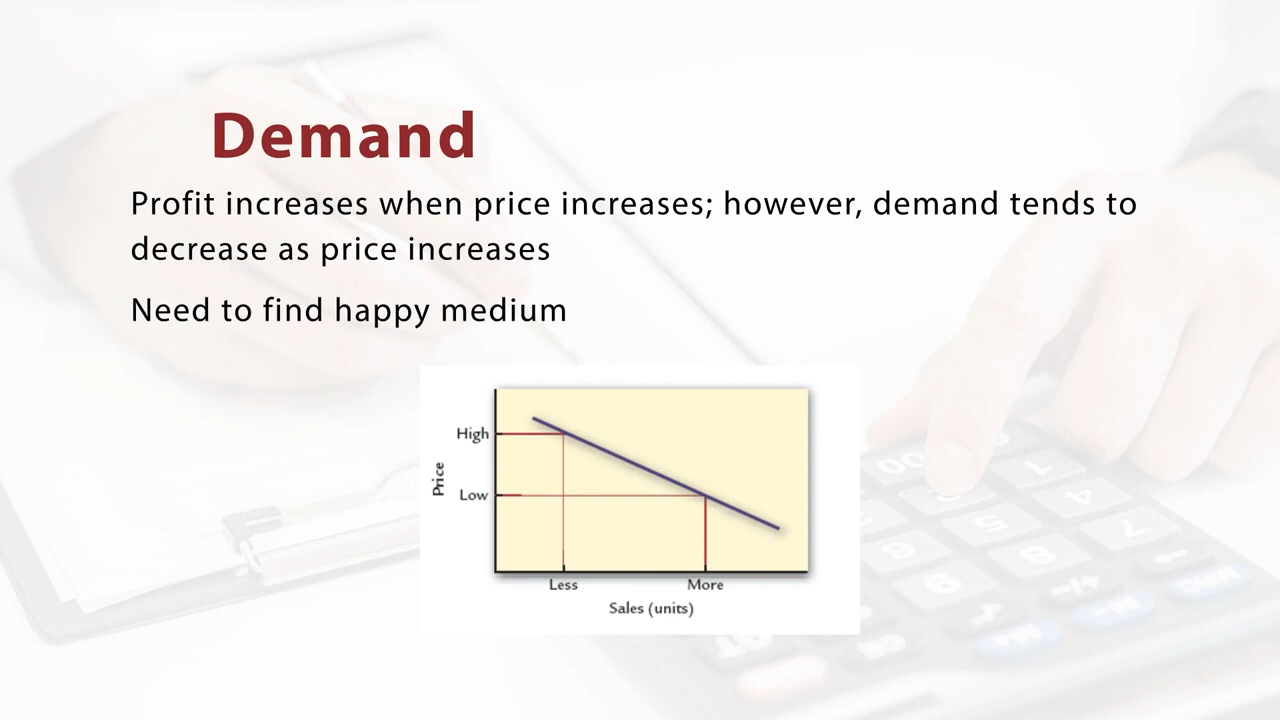 Demand
Profit increases when price increases; however, demand tends to
decrease as price increases
Need to find happy medium
High
Price
Low
Less
More
Sales (units)